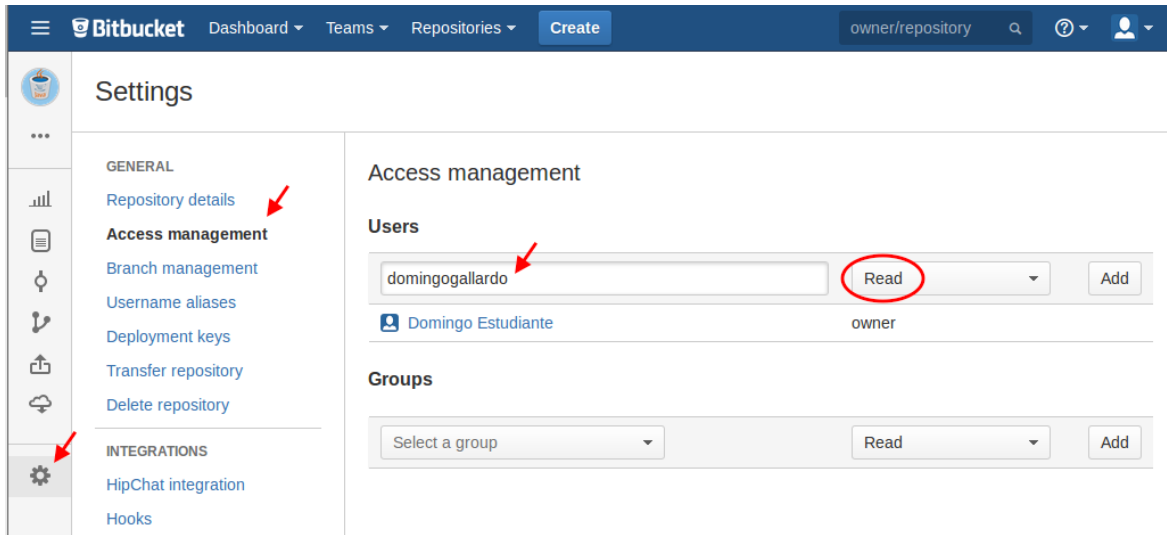 Bitbucket Dashboard Teams Repositories Create owner/repository
Settings
GENERAL
Repository details
Access management
Branch management
Username aliases
Deployment keys
Transfer repository
Delete repository
INTEGRATIONS
HipChat integration
Hooks
Access management
Users
domingogallardo Read Add
Domingo Estudiante owner
Groups
Select a group Read Add